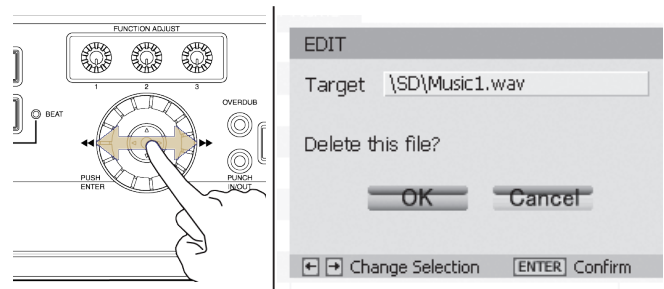 FUNCTION ADJUST
1 2 3
BEAT
OVERDUB
PUSH
ENTER
PUNCH
IN/OUT
EDIT
Target \SD\Music1.wav
Delete this file?
OK Cancel
Change Selection ENTER Confirm